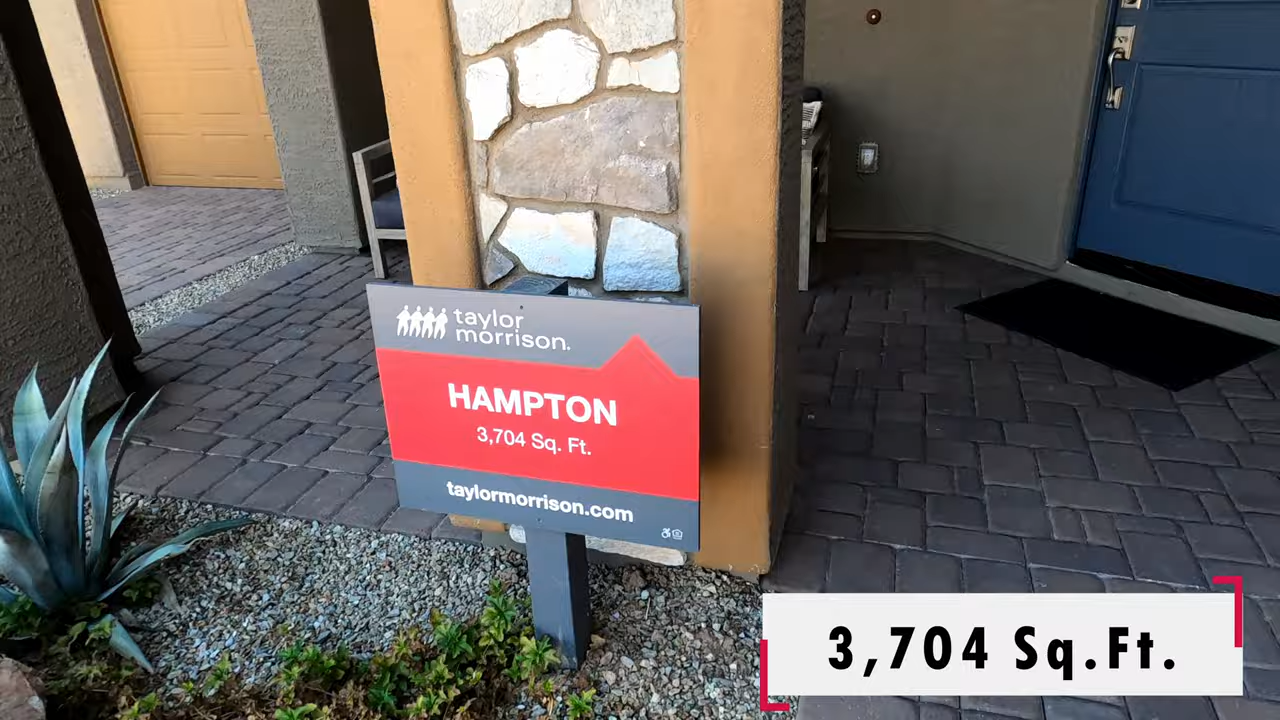 taylor
morrison.
HAMPTON
3,704 Sq. Ft.
taylormorrison.com
3,704 Sq.Ft.